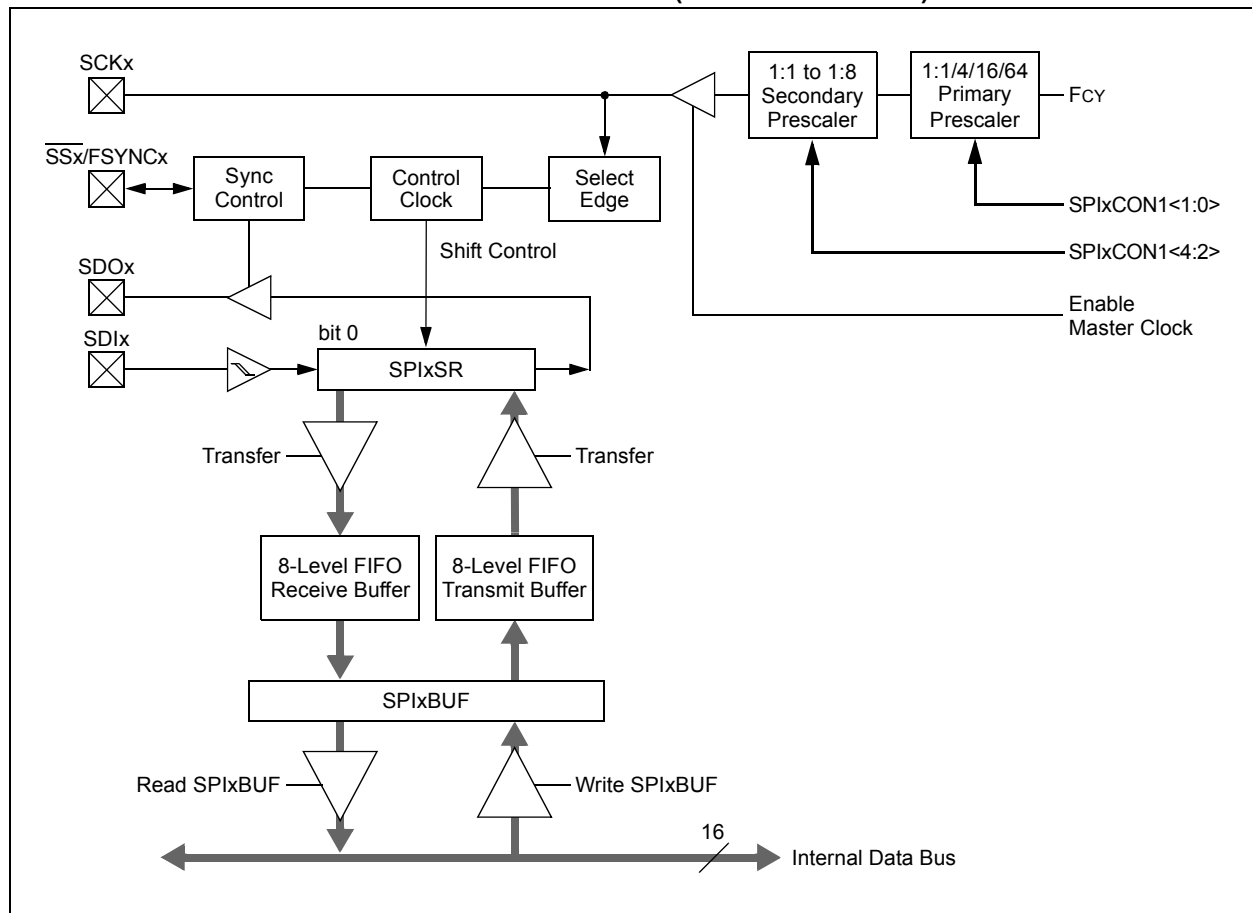 SCKx
1:1 to 1:8
Secondary
Prescaler
1:1/4/16/64
Primary
Prescaler
FCY
SSx/FSYNCx
Sync
Control
Control
Clock
Select
Edge
SPIxCON1<1:0>
Shift Control
SPIxCON1<4:2>
SDOx
Enable
Master Clock
SDIx
bit 0
SPIxSR
Transfer
Transfer
8-Level FIFO
Receive Buffer
8-Level FIFO
Transmit Buffer
SPIxBUF
Read SPIxBUF
Write SPIxBUF
16
Internal Data Bus